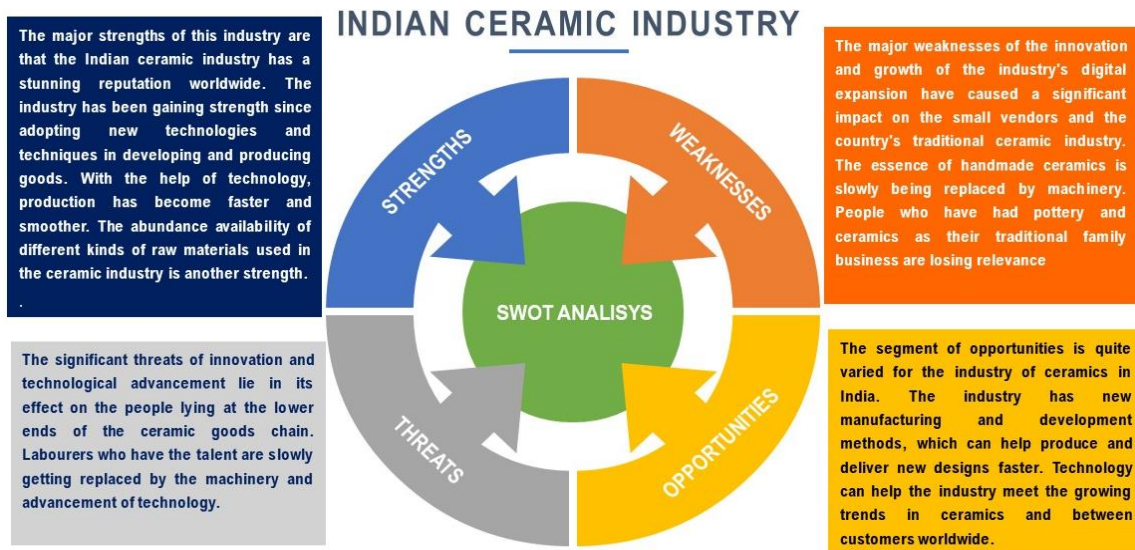 INDIAN CERAMIC INDUSTRY
The major strengths of this industry are
that the Indian ceramic industry has a
stunning reputation worldwide. The
industry has been gaining strength since
adopting new technologies and
techniques in developing and producing
goods. With the help of technology,
production has become faster and
smoother. The abundance availability of
different kinds of raw materials used in
the ceramic industry is another strength.
.
STRENGTHS
WEAKNESSES
The major weaknesses of the innovation
and growth of the industry's digital
expansion have caused a significant
impact on the small vendors and the
country's traditional ceramic industry.
The essence of handmade ceramics is
slowly being replaced by machinery.
People who have had pottery and
ceramics as their traditional family
business are losing relevance
SWOT ANALISYS
The significant threats of innovation and
technological advancement lie in its
effect on the people lying at the lower
ends of the ceramic goods chain.
Labourers who have the talent are slowly
getting replaced by the machinery and
advancement of technology.
THREATS
OPPORTUNITIES
The segment of opportunities is quite
varied for the industry of ceramics in
India. The industry has new
manufacturing and development
methods, which can help produce and
deliver new designs faster. Technology
can help the industry meet the growing
trends in ceramics and between
customers worldwide.